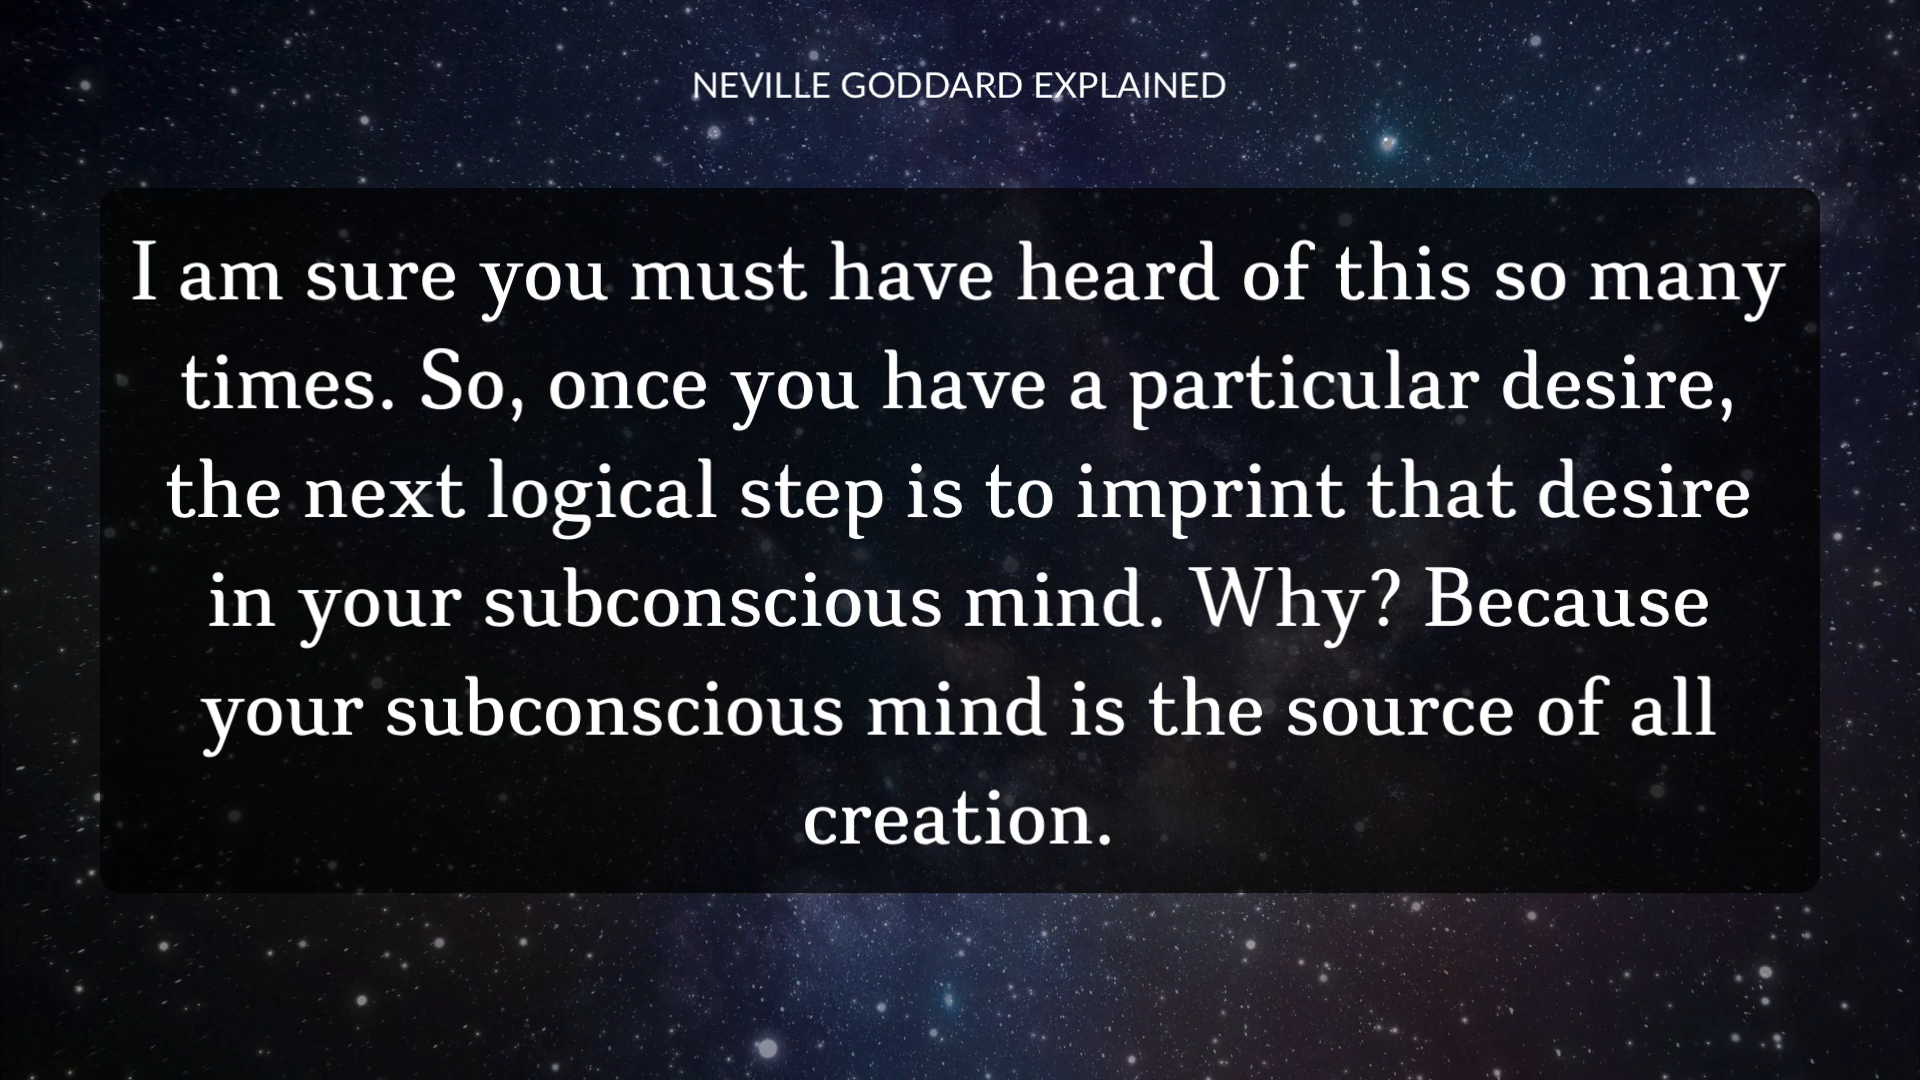 NEVILLE GODDARD EXPLAINED
I am sure you must have heard of this so many
times. So, once you have a particular desire,
the next logical step is to imprint that desire
in your subconscious mind. Why? Because
your subconscious mind is the source of all
creation.